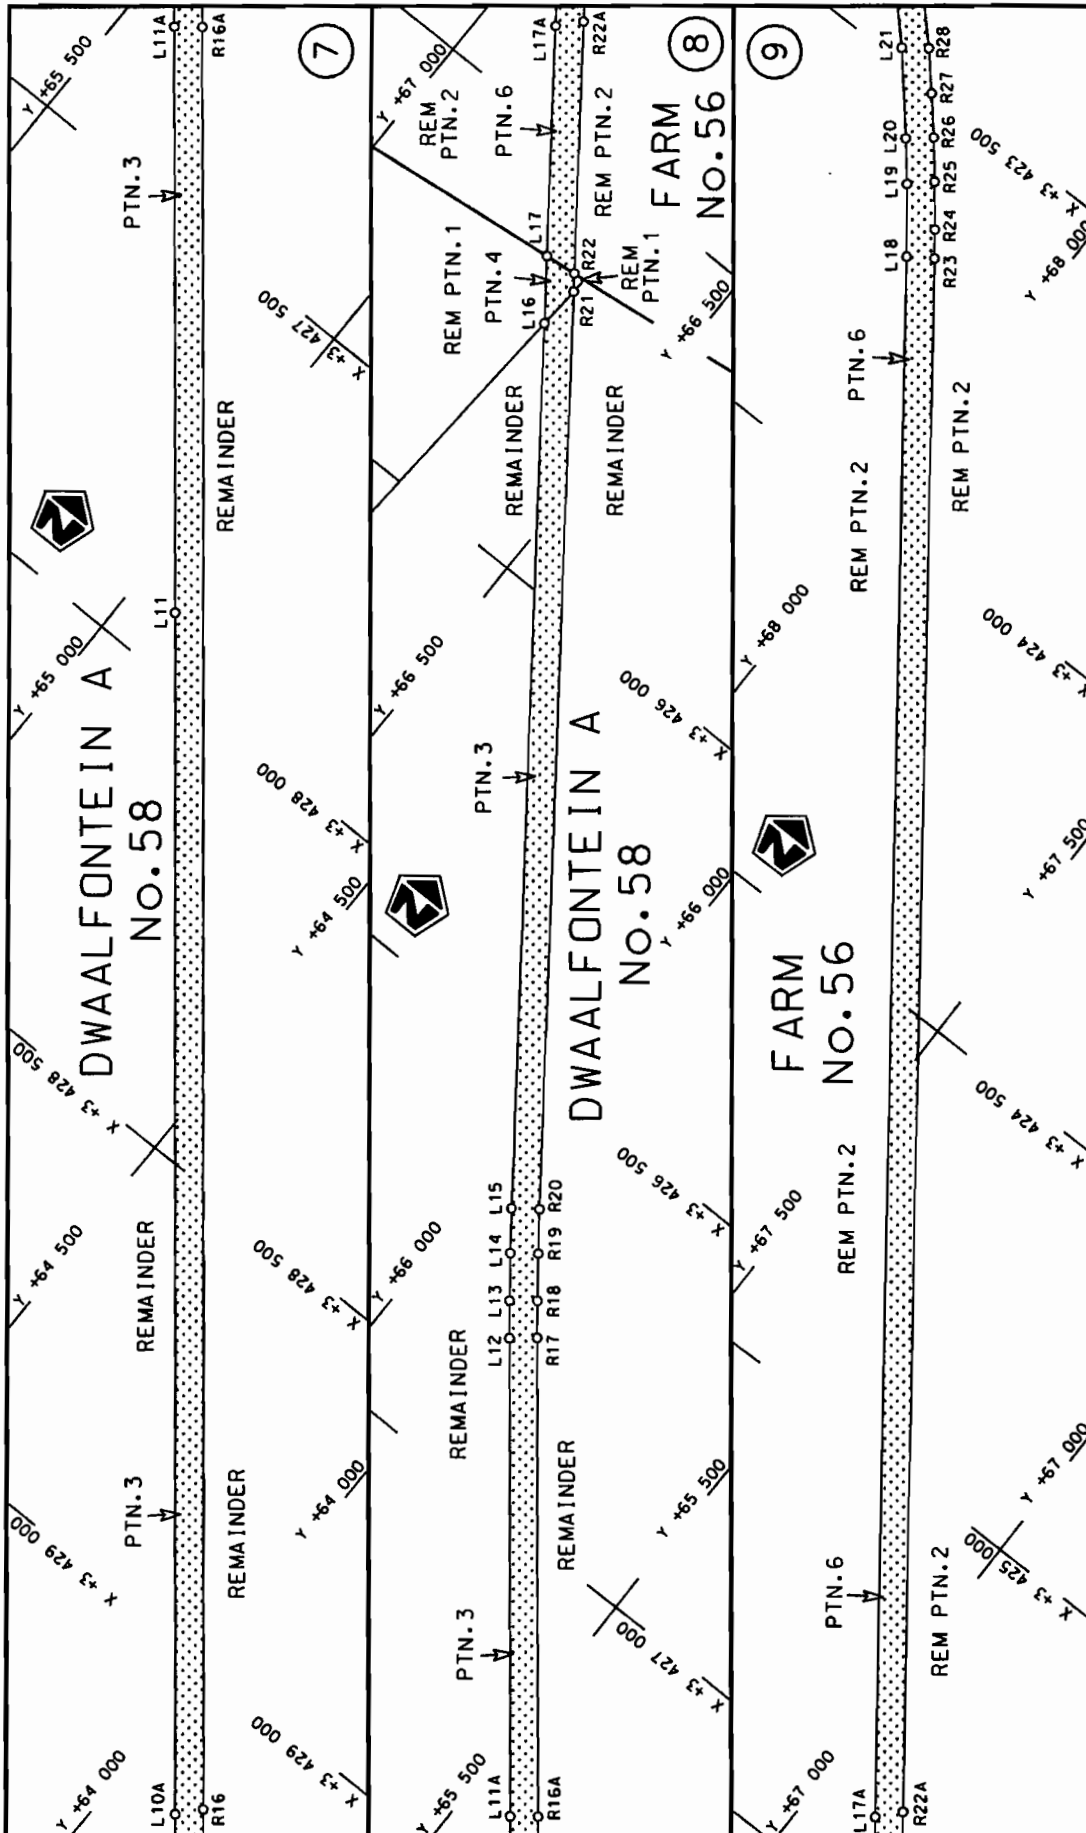 7
L10A
R16
L11
L11A
R16A
PTN.3
PTN.3
REMAINDER
REMAINDER
REMAINDER
DWAALFONTEIN A
No.58
Y +64 000
Y +64 500
Y +65 000
Y +65 500
X +3 429 000
X +3 428 500
X +3 429 000
X +3 428 500
X +3 428 000
X +3 427 500
Y +64 000
Y +64 500
8
L11A
R16A
L12
L13
L14
L15
R17
R18
R19
R20
L16
L17
R21
R22
L17A
R22A
PTN.3
PTN.3
REMAINDER
REMAINDER
REMAINDER
REMAINDER
DWAALFONTEIN A
No.58
REM PTN.1
PTN.4
REM
PTN.1
REM
PTN.2
PTN.6
REM PTN.2
FARM
No.56
Y +65 500
Y +66 000
Y +66 500
Y +67 000
X +3 427 000
X +3 426 500
X +3 426 000
Y +65 500
Y +66 000
Y +66 500
9
L17A
R22A
L18
L19
L20
L21
R23
R24
R25
R26
R27
R28
PTN.6
PTN.6
REM PTN.2
REM PTN.2
REM PTN.2
REM PTN.2
FARM
No.56
Y +67 000
Y +67 500
Y +68 000
X +3 425 000
X +3 424 500
X +3 424 000
X +3 423 500
Y +67 000
Y +67 500
Y +68 000